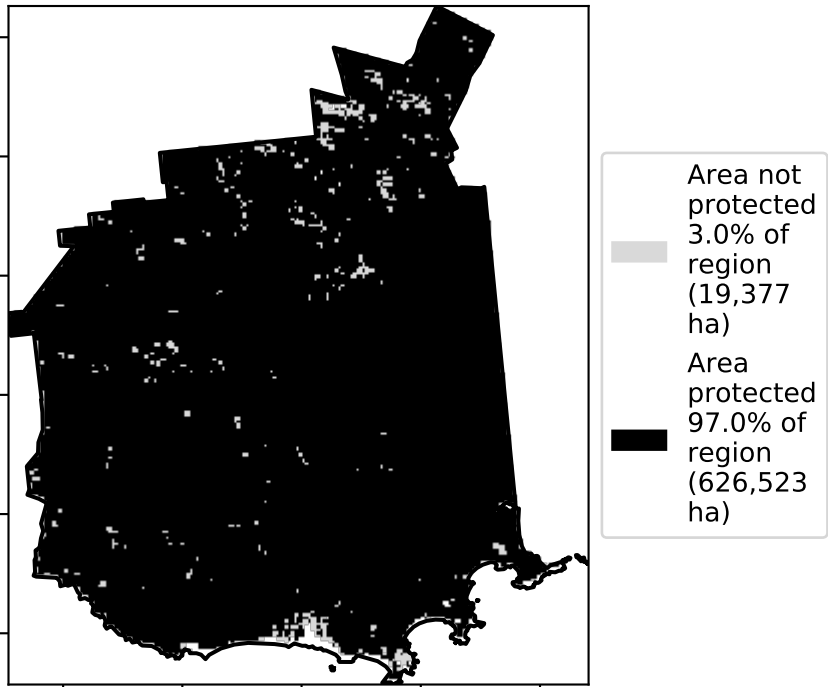 Area not
protected
3.0% of
region
(19,377
ha)
Area
protected
97.0% of
region
(626,523
ha)